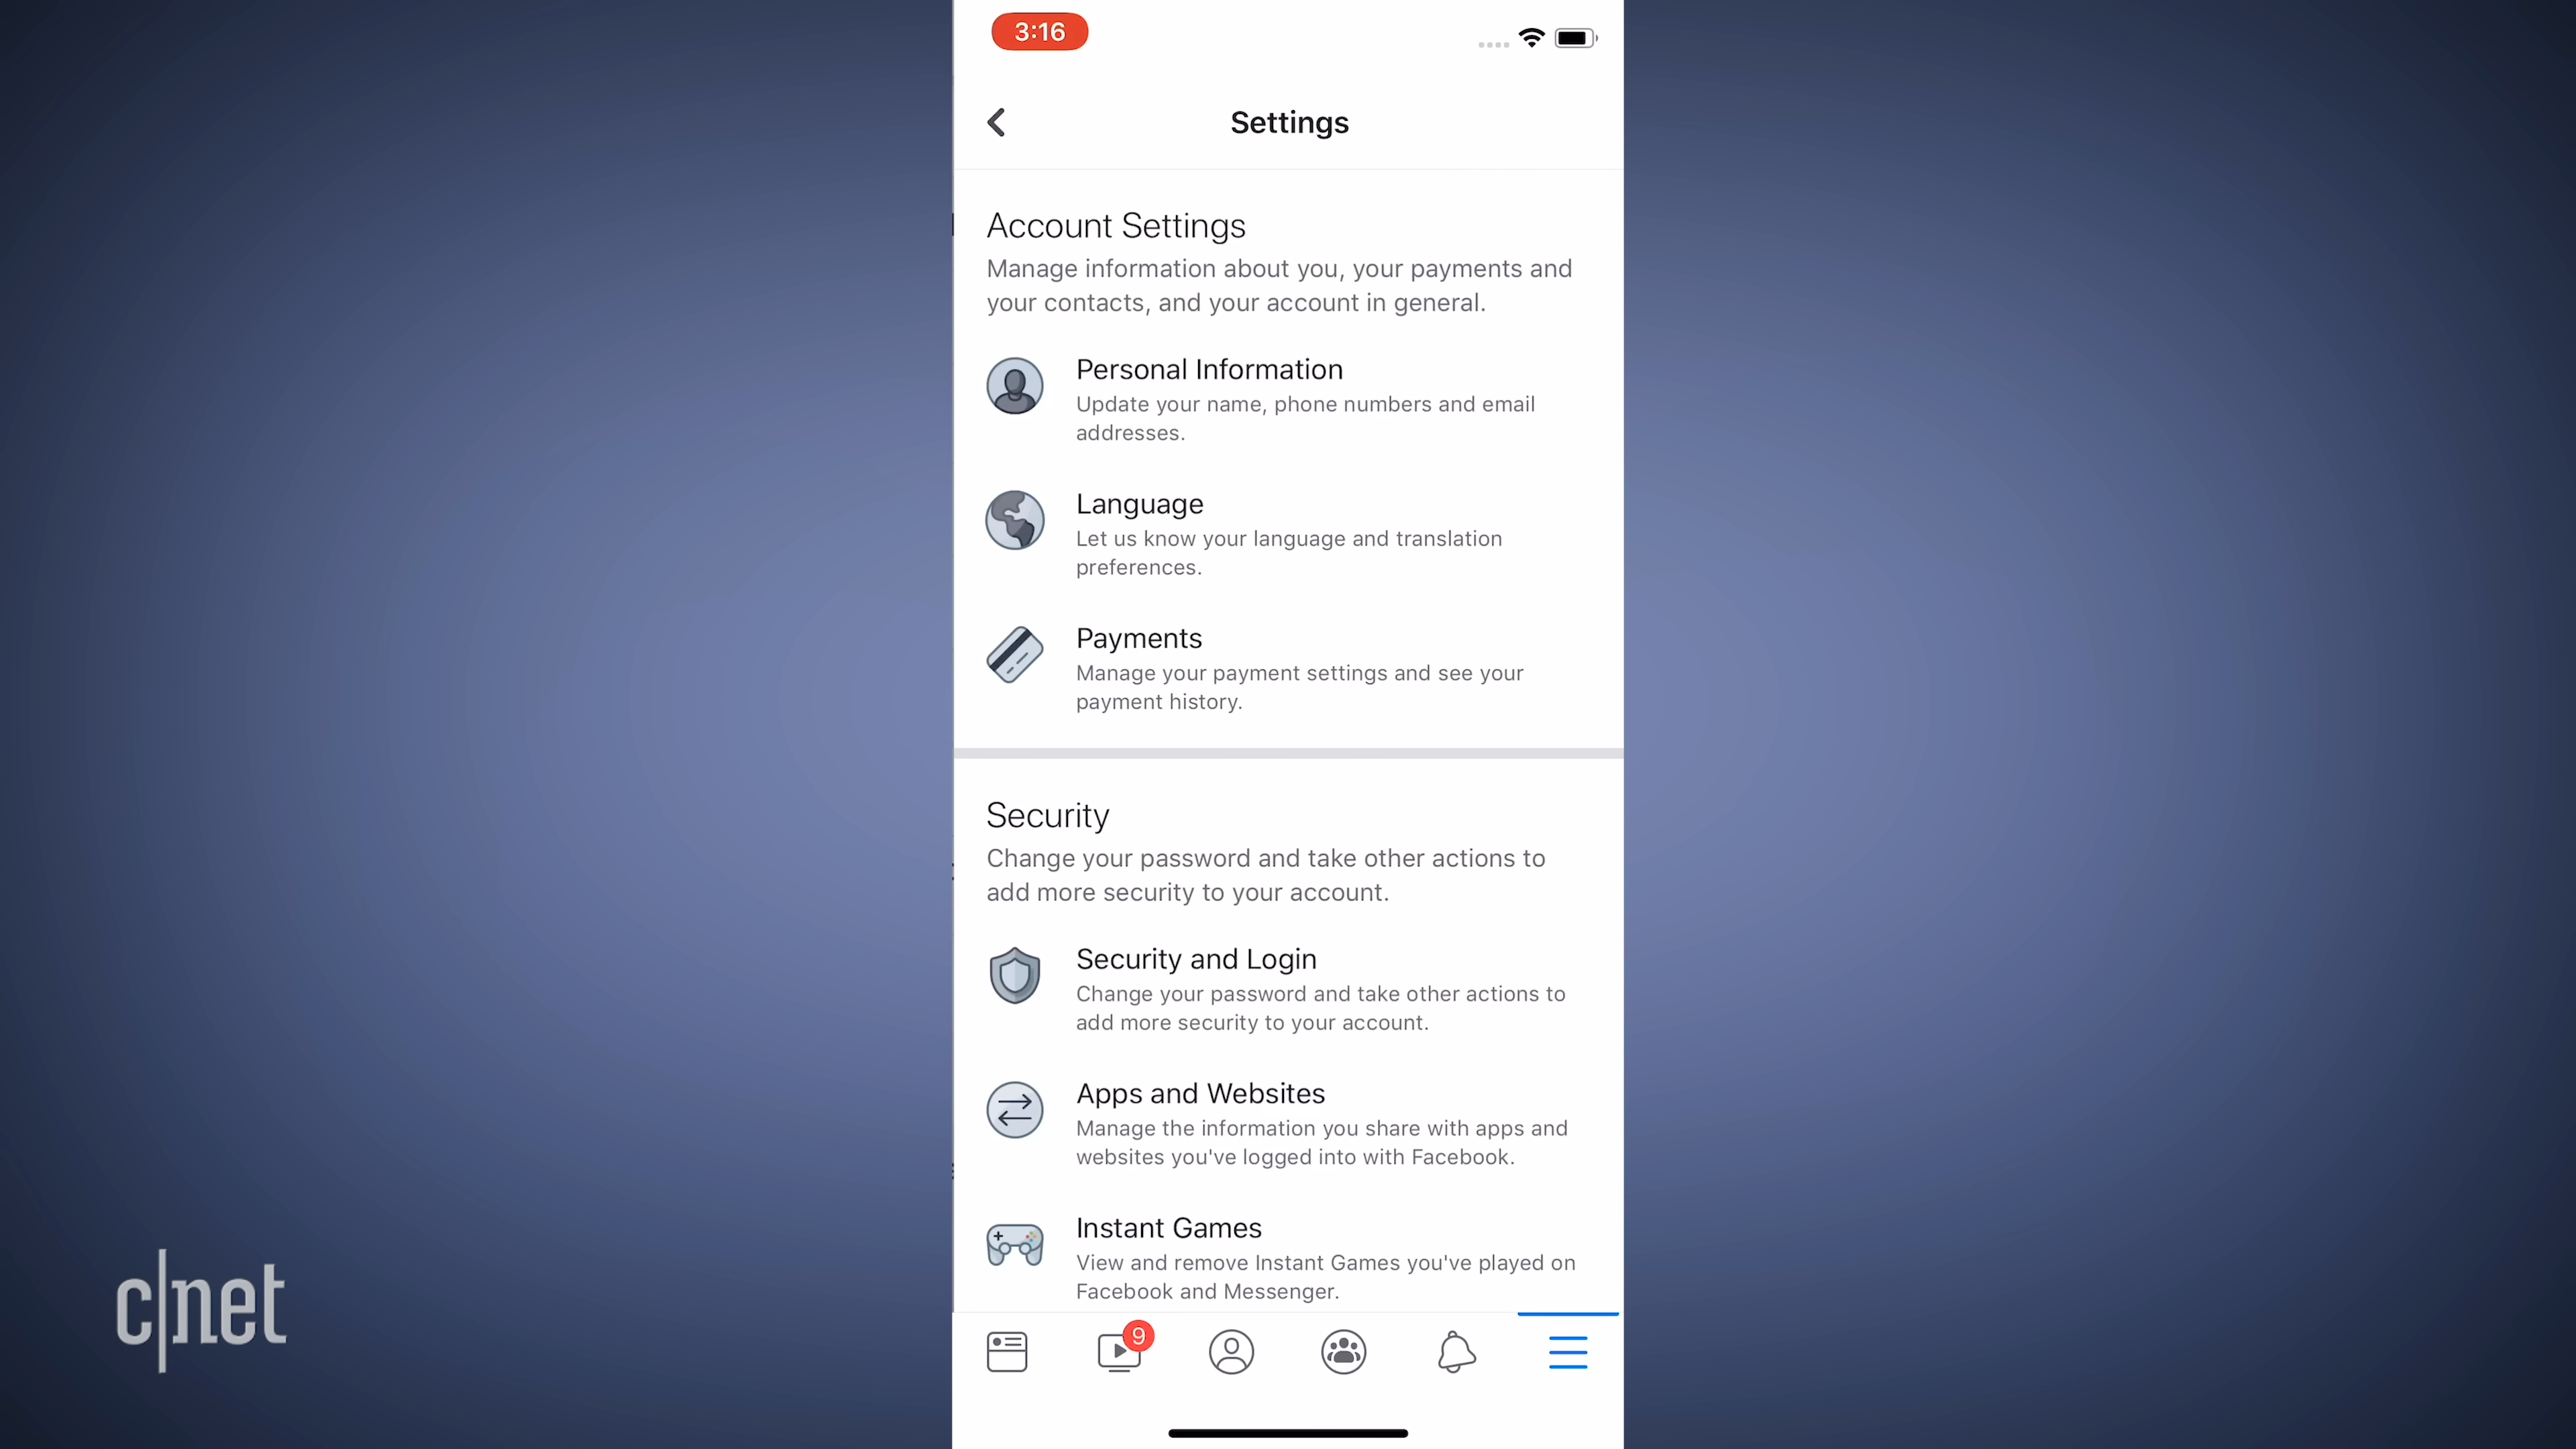 3:16
Settings
Account Settings
Manage information about you, your payments and
your contacts, and your account in general.
Personal Information
Update your name, phone numbers and email
addresses.
Language
Let us know your language and translation
preferences.
Payments
Manage your payment settings and see your
payment history.
Security
Change your password and take other actions to
add more security to your account.
Security and Login
Change your password and take other actions to
add more security to your account.
Apps and Websites
Manage the information you share with apps and
websites you've logged into with Facebook.
Instant Games
View and remove Instant Games you've played on
Facebook and Messenger.
9
c|net